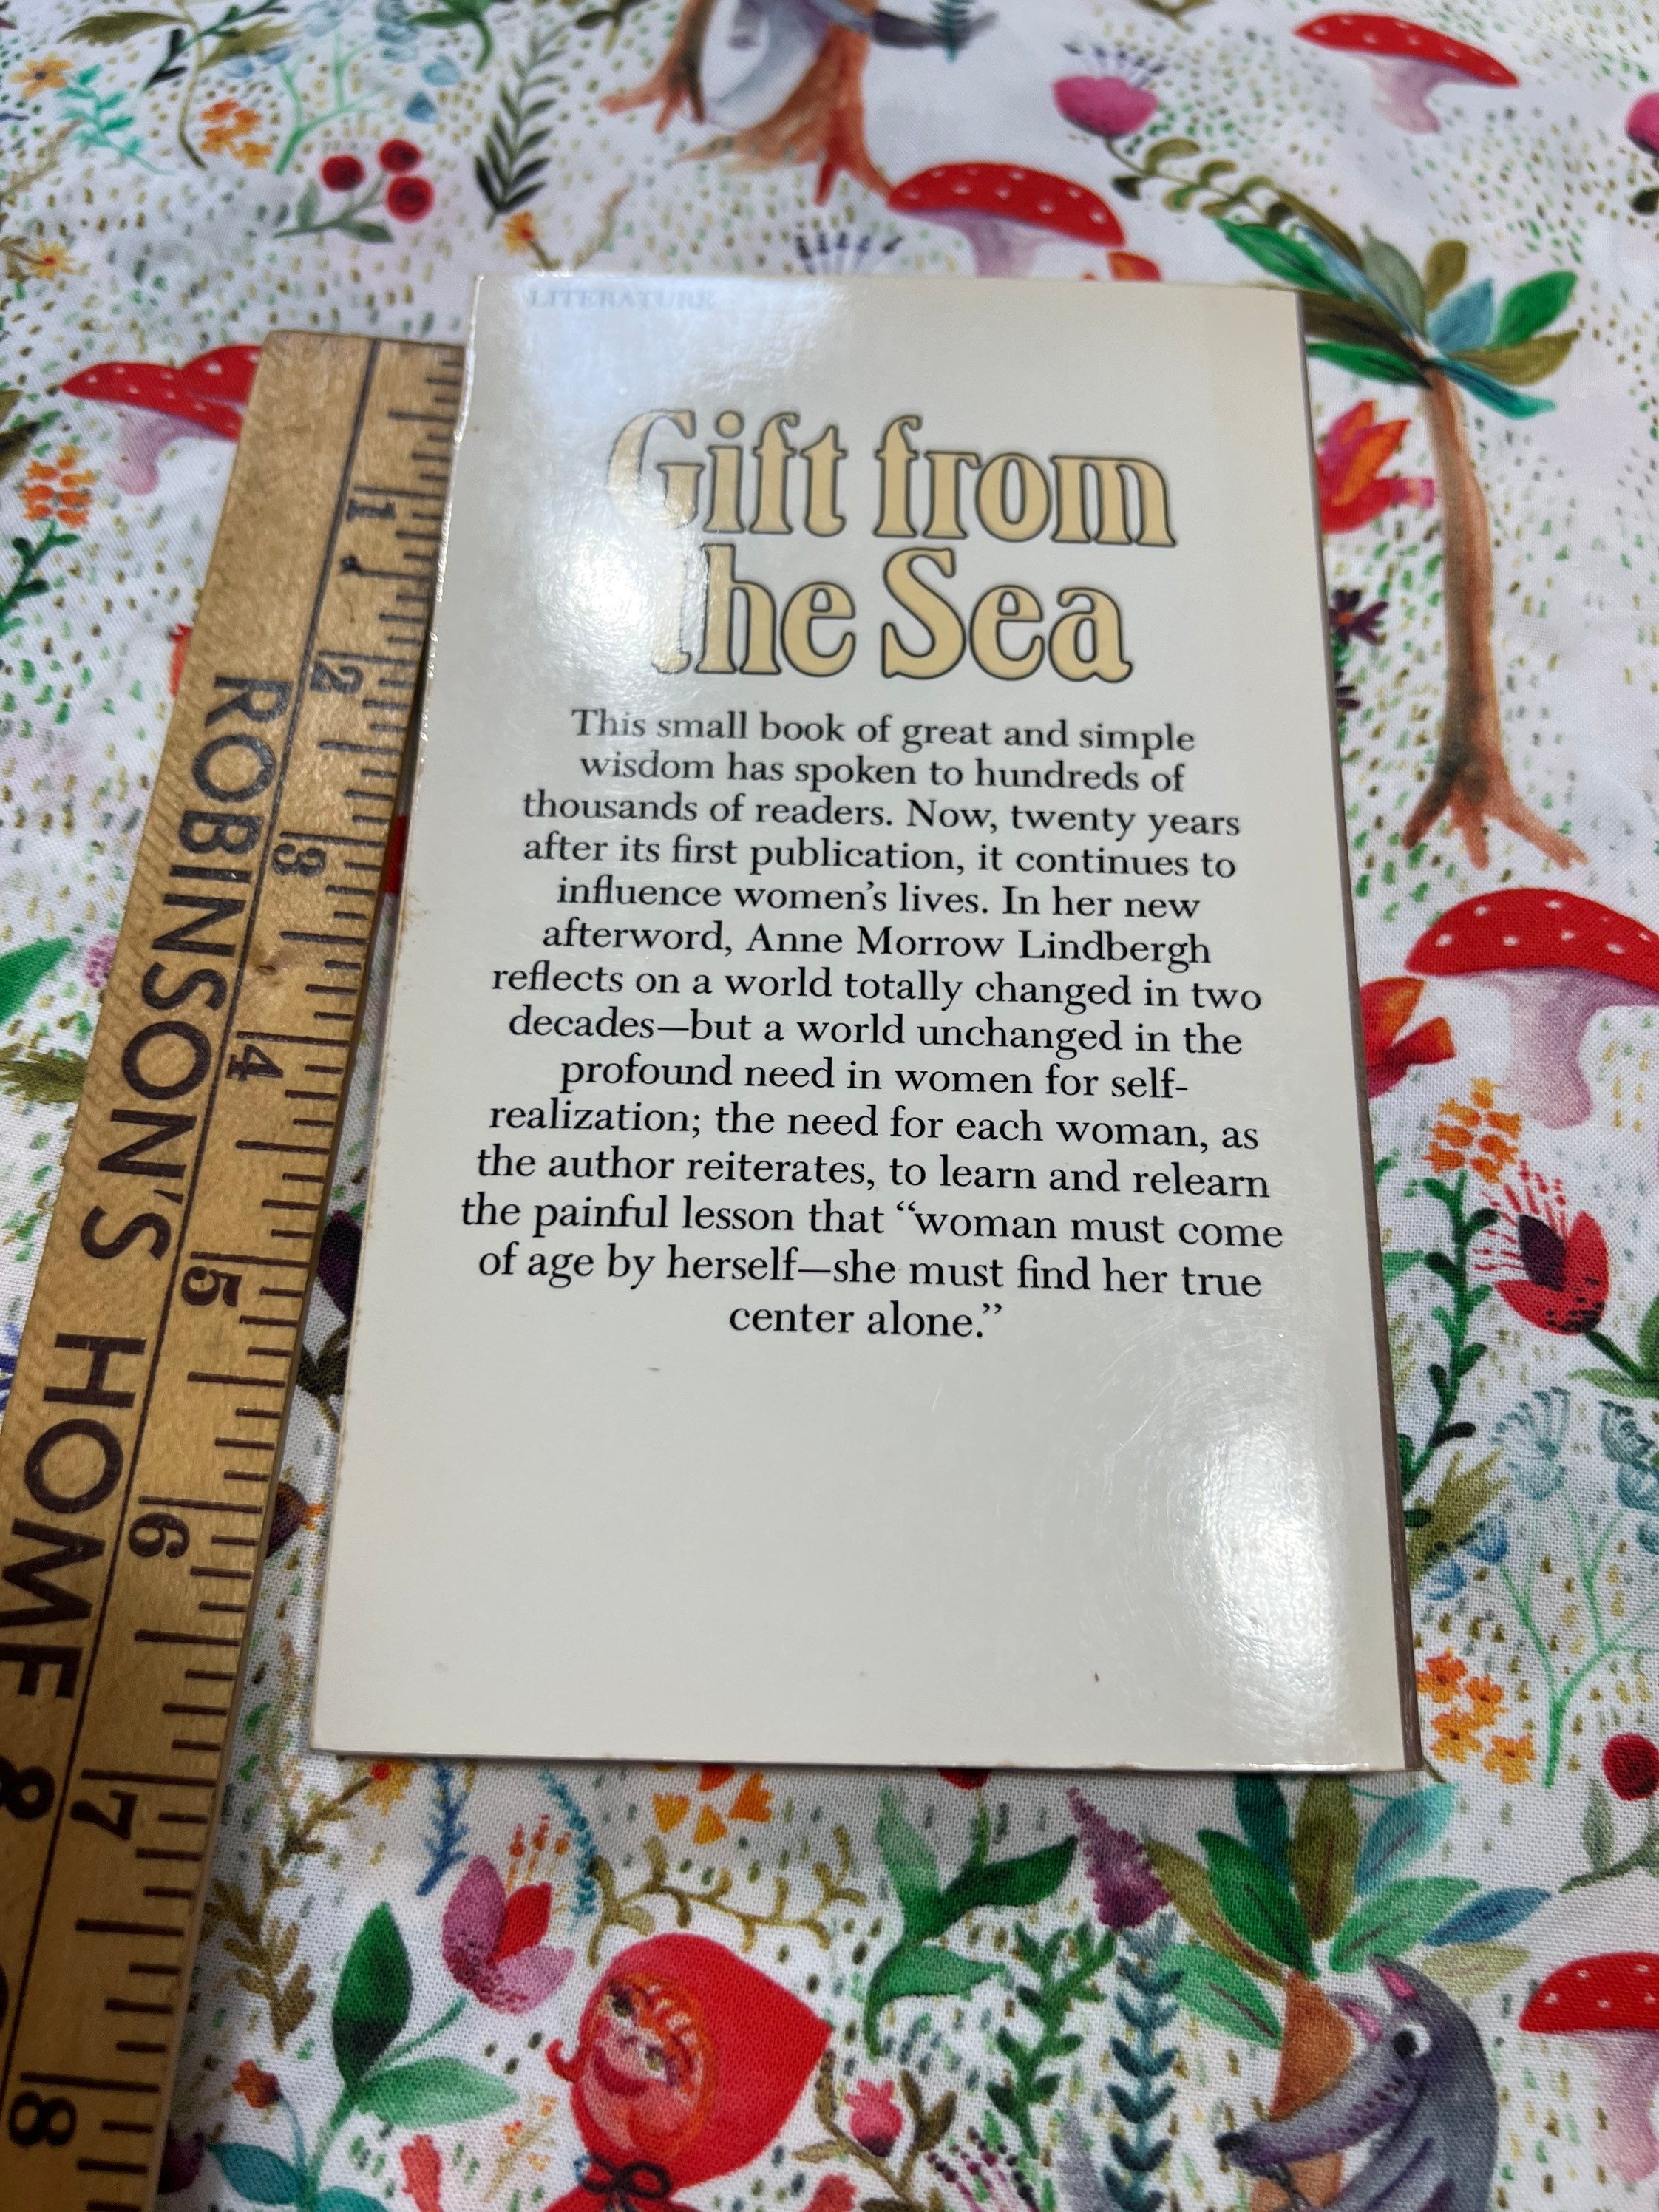 LITERATURE
Gift from
the Sea
This small book of great and simple
wisdom has spoken to hundreds of
thousands of readers. Now, twenty years
after its first publication, it continues to
influence women's lives. In her new
afterword, Anne Morrow Lindbergh
reflects on a world totally changed in two
decades—but a world unchanged in the
profound need in women for self-
realization; the need for each woman, as
the author reiterates, to learn and relearn
the painful lesson that “woman must come
of age by herself—she must find her true
center alone.”
1
2
3
4
5
6
7
8
ROBINSON'S HOME &